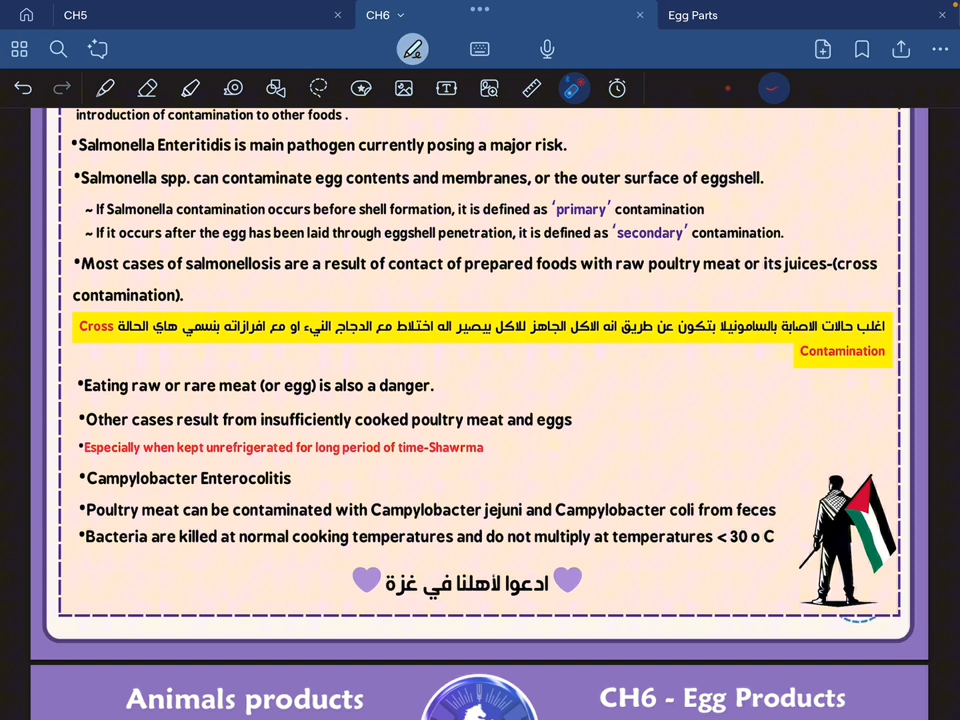 CH5
CH6
Egg Parts
introduction of contamination to other foods .
•Salmonella Enteritidis is main pathogen currently posing a major risk.
•Salmonella spp. can contaminate egg contents and membranes, or the outer surface of eggshell.
~ If Salmonella contamination occurs before shell formation, it is defined as ‘primary’ contamination
~ If it occurs after the egg has been laid through eggshell penetration, it is defined as ‘secondary’ contamination.
•Most cases of salmonellosis are a result of contact of prepared foods with raw poultry meat or its juices-(cross
contamination).
اغلب حالات الاصابة بالسامونيلا بتكون عن طريق انه الاكل الجاهز للاكل بيصير اله اختلاط مع الدجاج النيء او مع افرازاته بنسمي هاي الحالة Cross
Contamination
•Eating raw or rare meat (or egg) is also a danger.
•Other cases result from insufficiently cooked poultry meat and eggs
•Especially when kept unrefrigerated for long period of time-Shawrma
•Campylobacter Enterocolitis
•Poultry meat can be contaminated with Campylobacter jejuni and Campylobacter coli from feces
•Bacteria are killed at normal cooking temperatures and do not multiply at temperatures < 30 o C
ادعوا لأهلنا في غزة
Animals products
CH6 - Egg Products